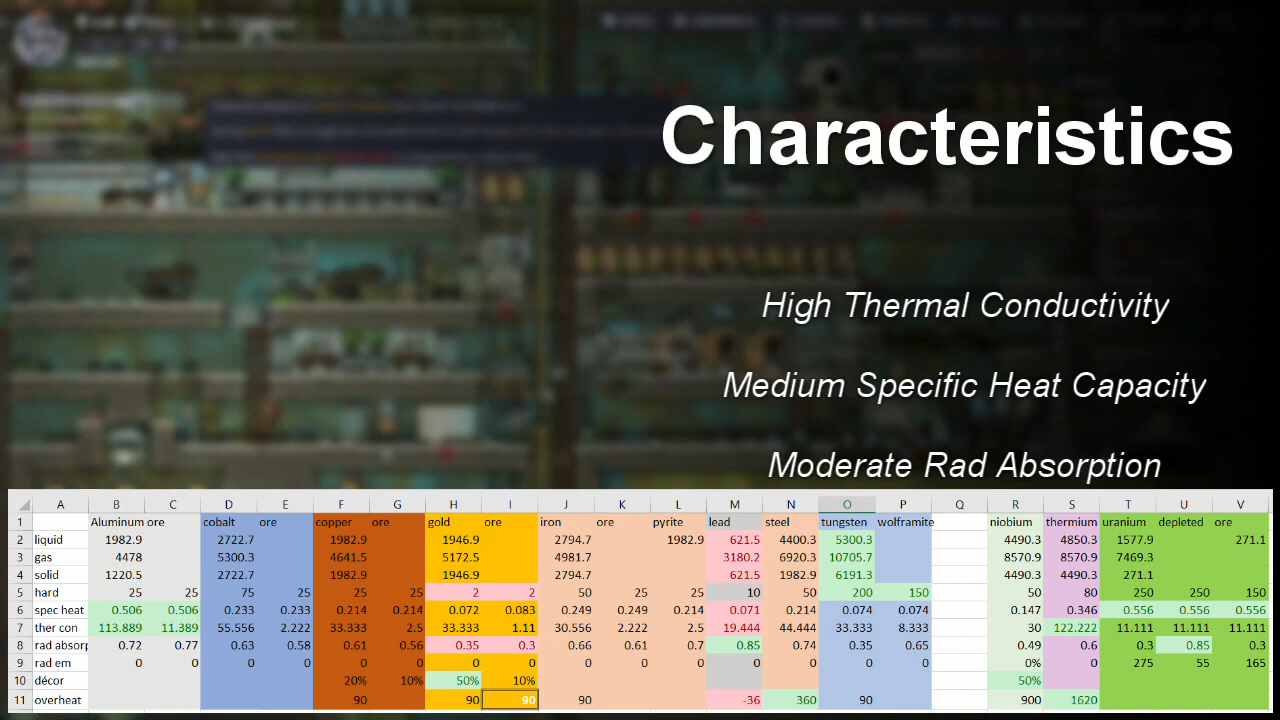 Characteristics
High Thermal Conductivity
Medium Specific Heat Capacity
Moderate Rad Absorption
A B C D E F G H I J K L M N O P Q R S T U V
1 Aluminum ore cobalt ore copper ore gold ore iron ore pyrite lead steel tungsten wolframite niobium thermium uranium depleted ore
2 liquid 1982.9 2722.7 1982.9 1946.9 2794.7 1982.9 621.5 4400.3 5300.3 4490.3 4850.3 1577.9 271.1
3 gas 4478 5300.3 4641.5 5172.5 4981.7 3180.2 6920.3 10705.7 8570.9 8570.9 7469.3
4 solid 1220.5 2722.7 1982.9 1946.9 2794.7 621.5 1982.9 6191.3 4490.3 4490.3 271.1
5 hard 25 25 75 25 25 25 2 2 50 25 25 10 50 200 150 50 80 250 250 150
6 spec heat 0.506 0.506 0.233 0.233 0.214 0.214 0.072 0.083 0.249 0.249 0.214 0.071 0.214 0.074 0.074 0.147 0.346 0.556 0.556 0.556
7 ther con 113.889 11.389 55.556 2.222 33.333 2.5 33.333 1.11 30.556 2.222 2.5 19.444 44.444 33.333 8.333 30 122.222 11.111 11.111 11.111
8 rad absorp 0.72 0.77 0.63 0.58 0.61 0.56 0.35 0.3 0.66 0.61 0.7 0.85 0.74 0.35 0.65 0.49 0.6 0.3 0.85 0.3
9 rad em 0 0 0 0 0 0 0 0 0 0 0 0 0 0 0 0% 0 275 55 165
10 décor 20% 10% 50% 10% 50%
11 overheat 90 90 90 90 -36 360 90 900 1620